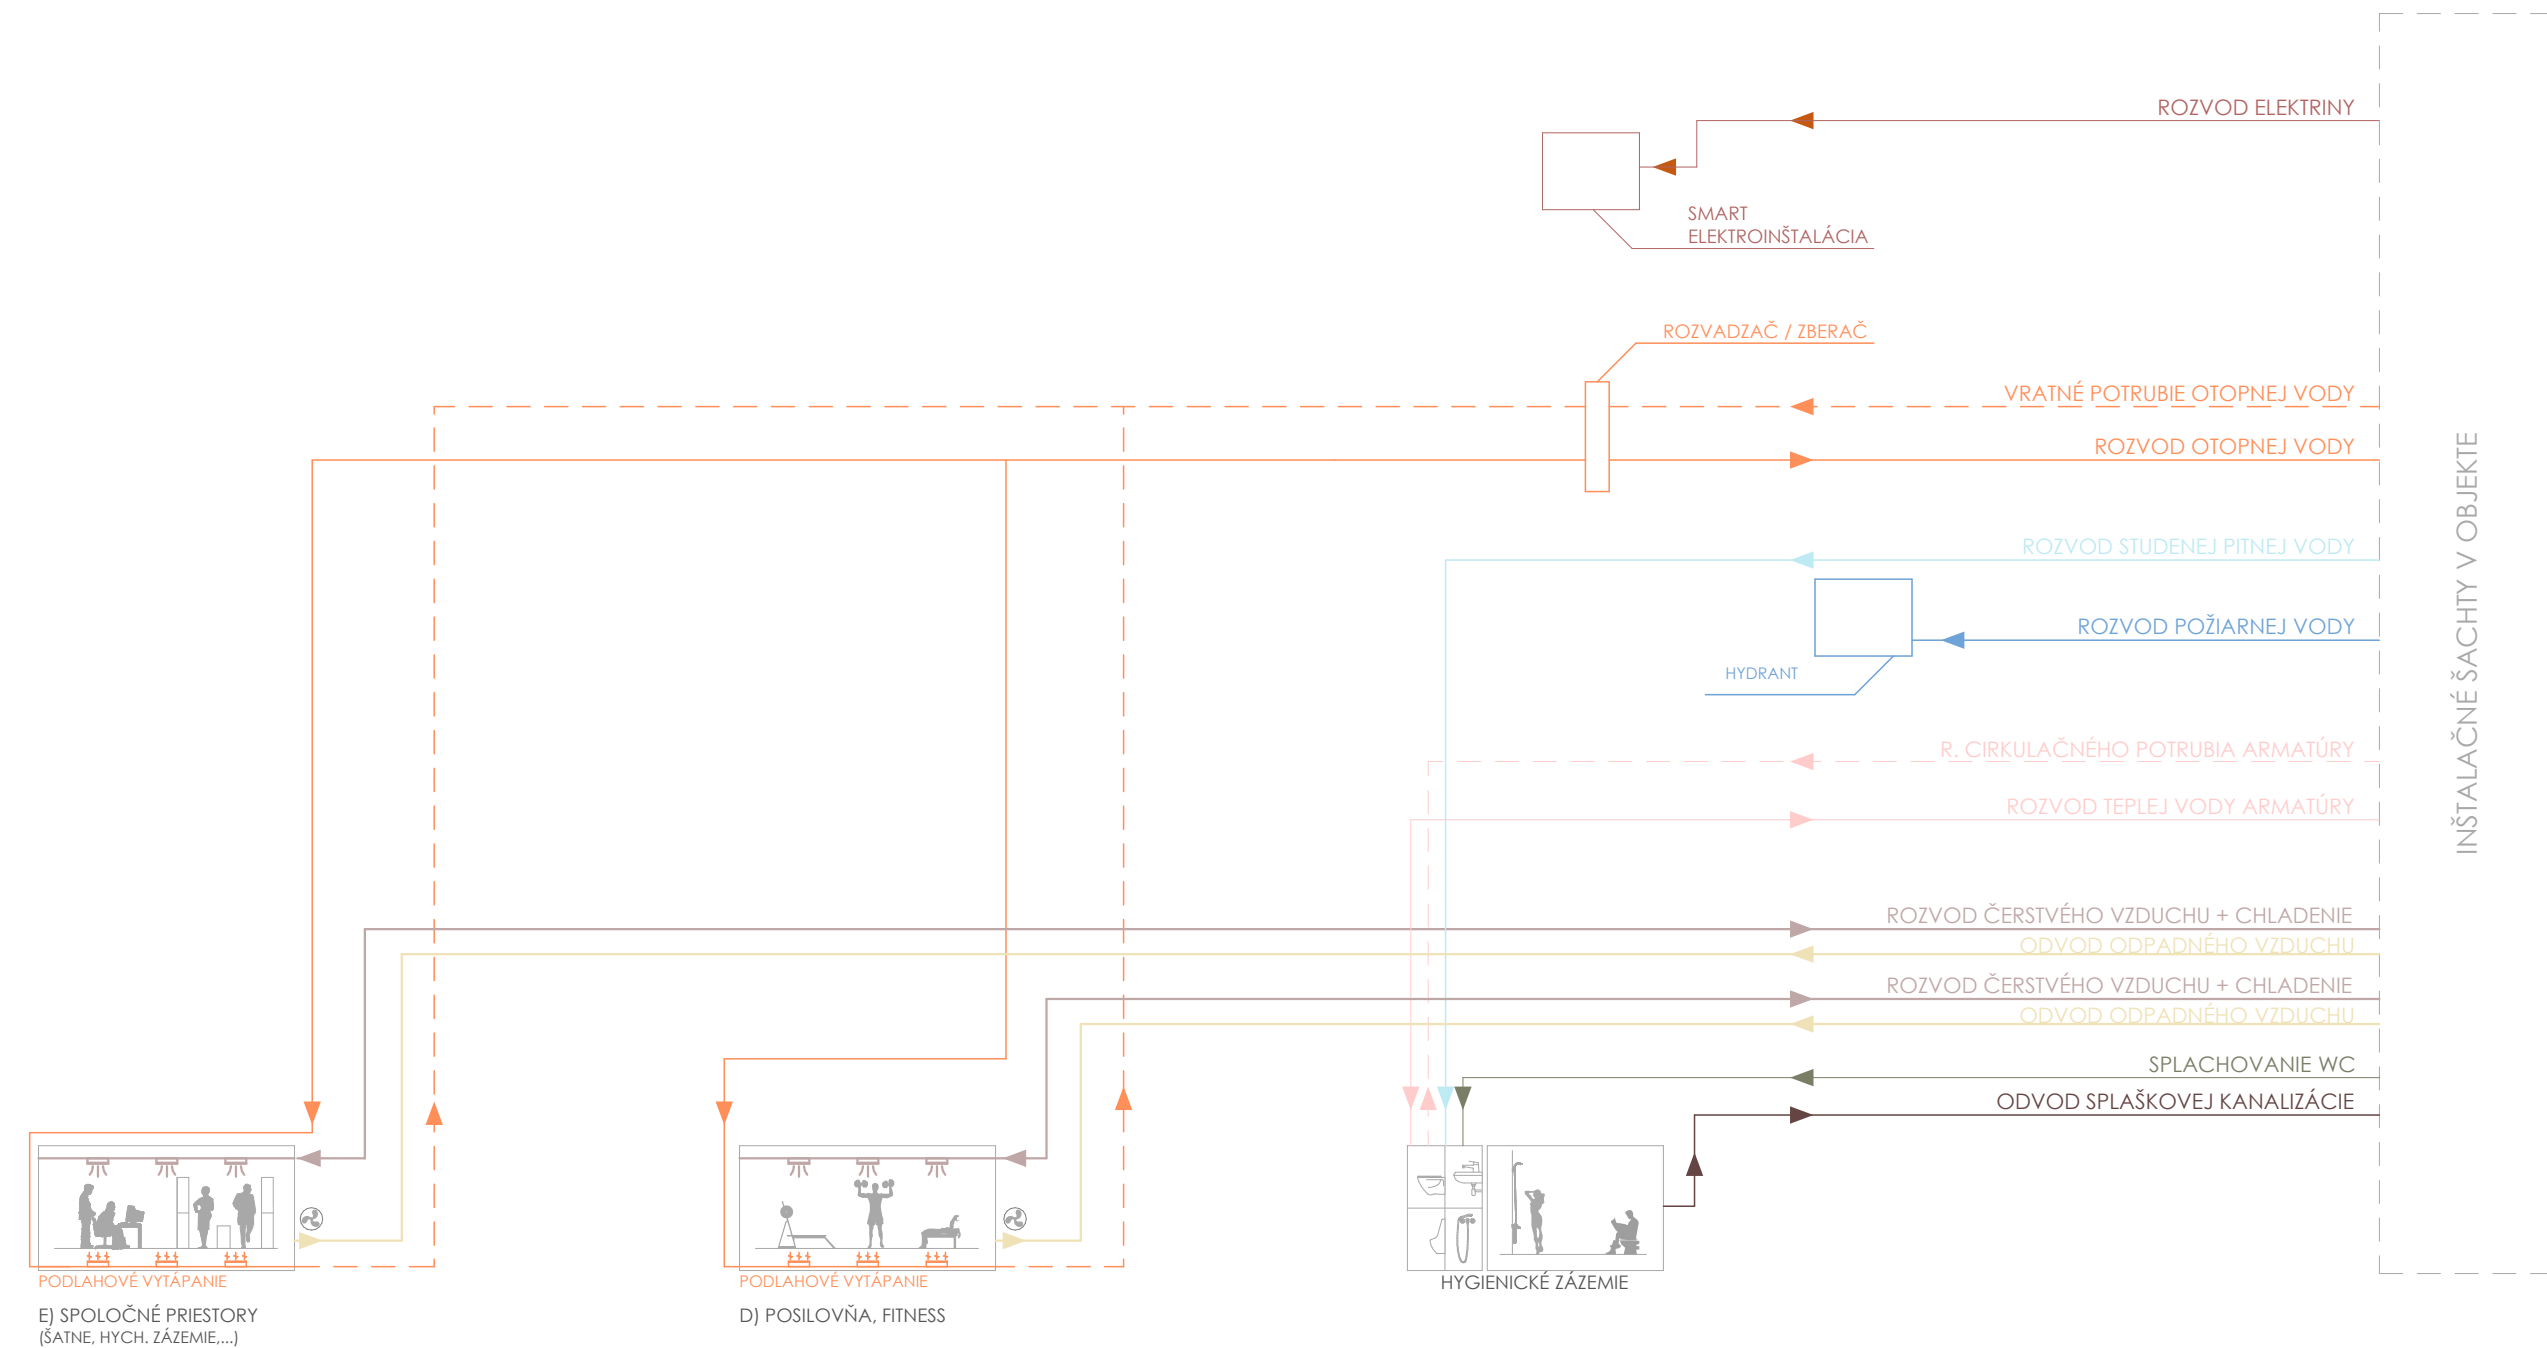 ROZVOD ELEKTRINY
SMART
ELEKTROINŠTALÁCIA
ROZVADZAČ / ZBERAČ
VRATNÉ POTRUBIE OTOPNEJ VODY
ROZVOD OTOPNEJ VODY
ROZVOD STUDENEJ PITNEJ VODY
ROZVOD POŽIARNEJ VODY
HYDRANT
R. CIRKULAČNÉHO POTRUBIA ARMATÚRY
ROZVOD TEPLEJ VODY ARMATÚRY
ROZVOD ČERSTVÉHO VZDUCHU + CHLADENIE
ODVOD ODPADNÉHO VZDUCHU
ROZVOD ČERSTVÉHO VZDUCHU + CHLADENIE
ODVOD ODPADNÉHO VZDUCHU
SPLACHOVANIE WC
ODVOD SPLAŠKOVEJ KANALIZÁCIE
INŠTALAČNÉ ŠACHTY V OBJEKTE
PODLAHOVÉ VYTÁPANIE
E) SPOLOČNÉ PRIESTORY
(ŠATNE, HYCH. ZÁZEMIE,...)
PODLAHOVÉ VYTÁPANIE
D) POSILOVŇA, FITNESS
HYGIENICKÉ ZÁZEMIE